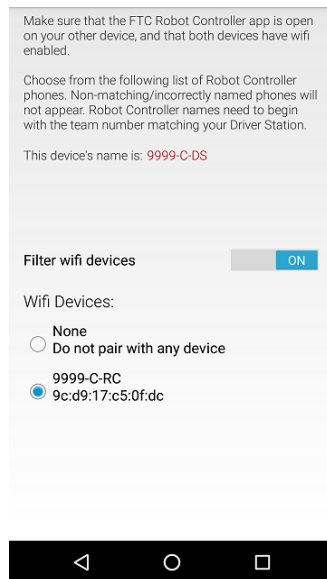 Make sure that the FTC Robot Controller app is open
on your other device, and that both devices have wifi
enabled.
Choose from the following list of Robot Controller
phones. Non-matching/incorrectly named phones will
not appear. Robot Controller names need to begin
with the team number matching your Driver Station.
This device's name is: 9999-C-DS
Filter wifi devices ON
Wifi Devices:
None
Do not pair with any device
9999-C-RC
9c:d9:17:c5:0f:dc